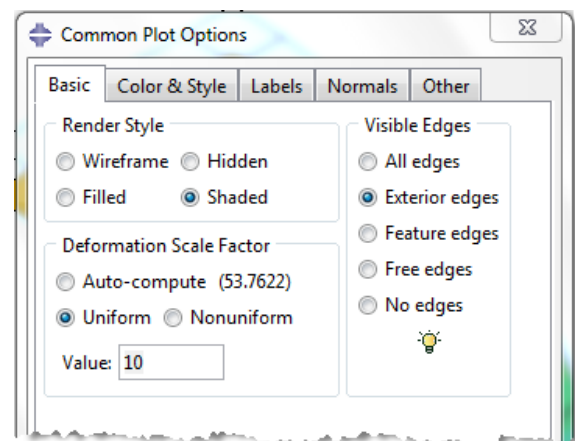 Common Plot Options
Basic Color & Style Labels Normals Other
Render Style
Wireframe Hidden
Filled Shaded
Deformation Scale Factor
Auto-compute (53.7622)
Uniform Nonuniform
Value: 10
Visible Edges
All edges
Exterior edges
Feature edges
Free edges
No edges